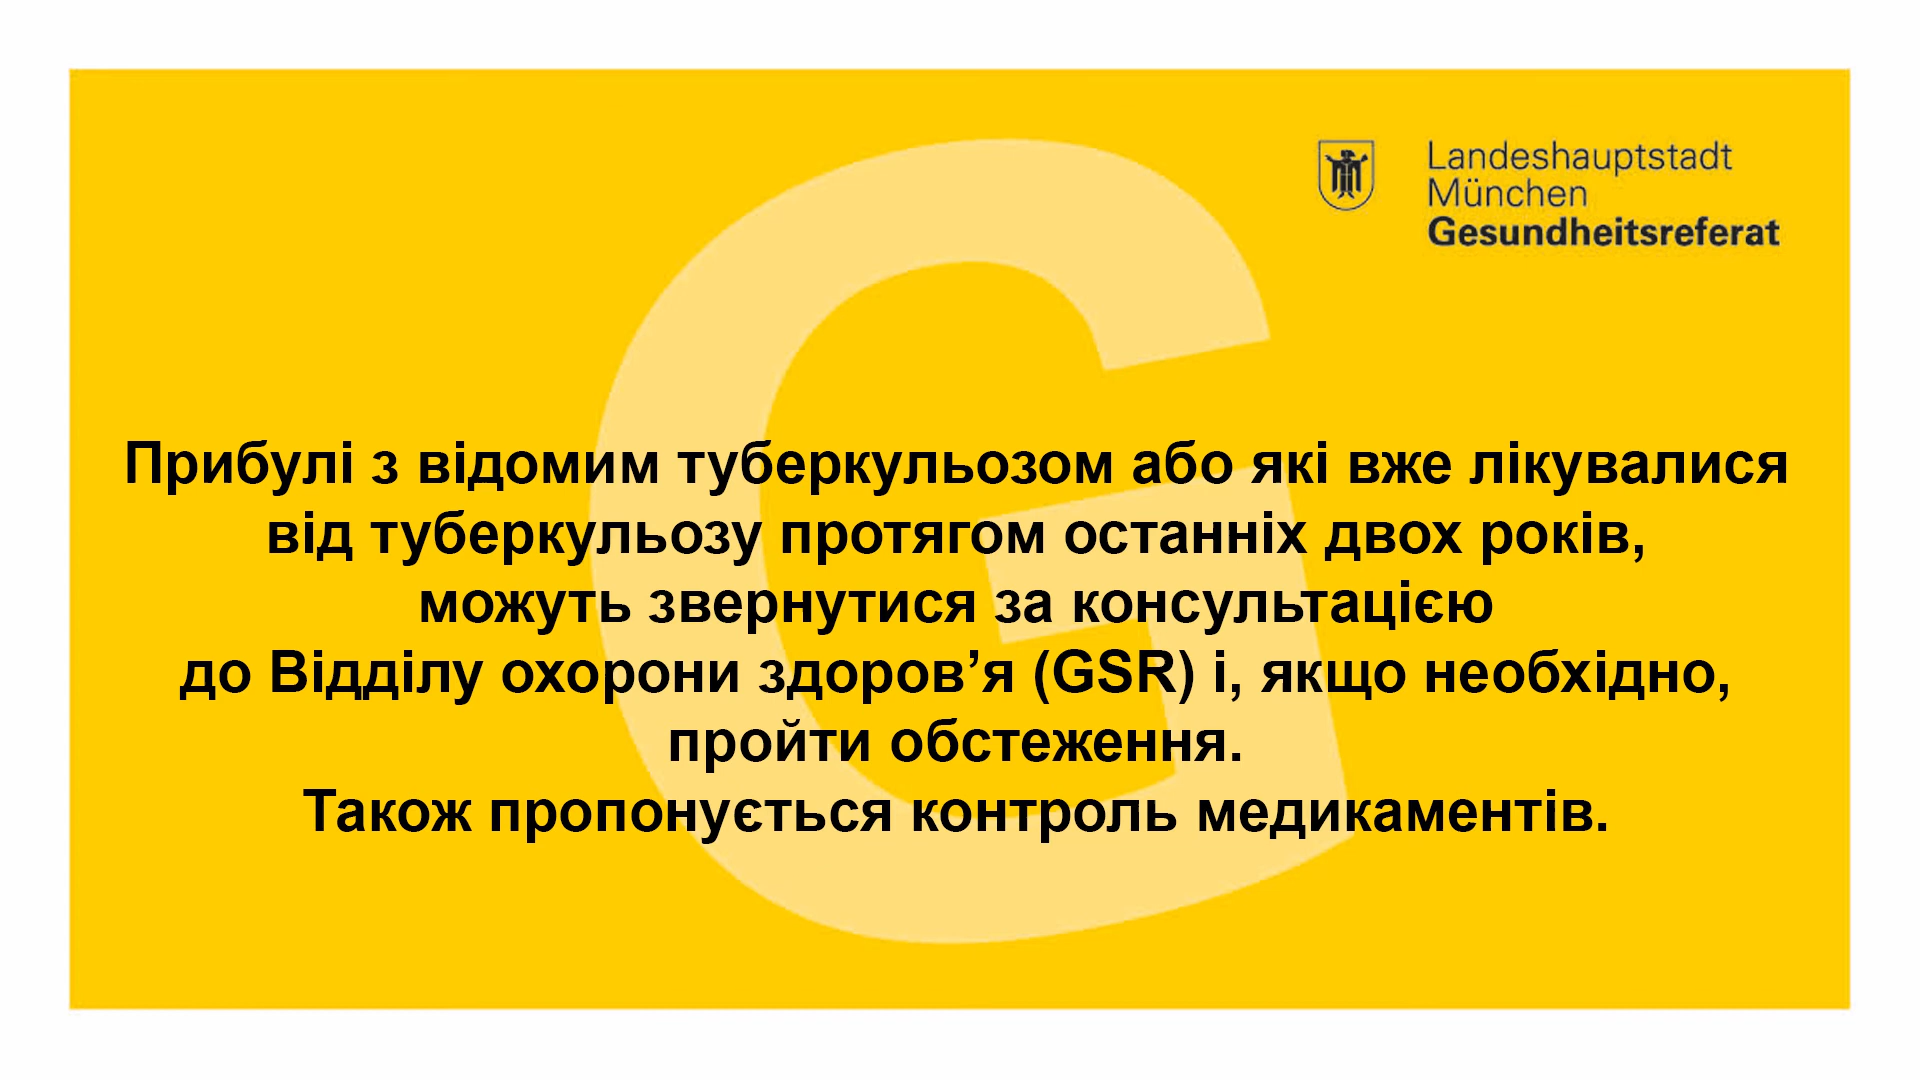 Landeshauptstadt
München
Gesundheitsreferat
Прибулі з відомим туберкульозом або які вже лікувалися
від туберкульозу протягом останніх двох років,
можуть звернутися за консультацією
до Відділу охорони здоров’я (GSR) і, якщо необхідно,
пройти обстеження.
Також пропонується контроль медикаментів.
G